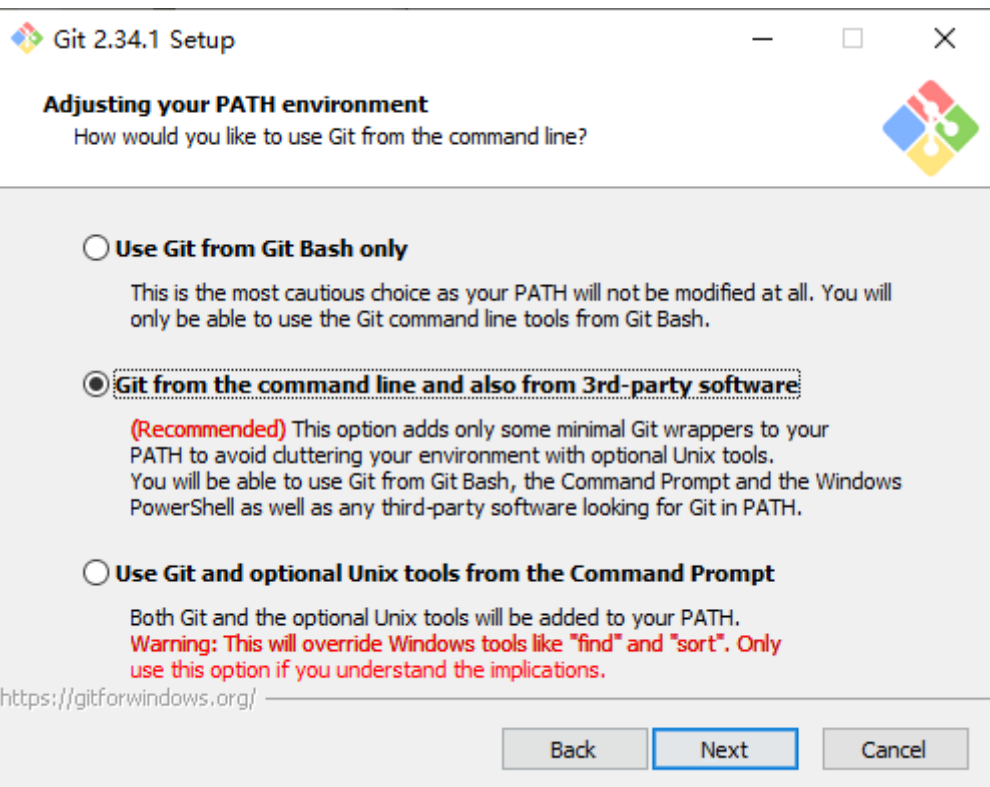 Git 2.34.1 Setup
Adjusting your PATH environment
How would you like to use Git from the command line?
Use Git from Git Bash only
This is the most cautious choice as your PATH will not be modified at all. You will
only be able to use the Git command line tools from Git Bash.
Git from the command line and also from 3rd-party software
(Recommended) This option adds only some minimal Git wrappers to your
PATH to avoid cluttering your environment with optional Unix tools.
You will be able to use Git from Git Bash, the Command Prompt and the Windows
PowerShell as well as any third-party software looking for Git in PATH.
Use Git and optional Unix tools from the Command Prompt
Both Git and the optional Unix tools will be added to your PATH.
Warning: This will override Windows tools like "find" and "sort". Only
use this option if you understand the implications.
https://gitforwindows.org/
Back Next Cancel